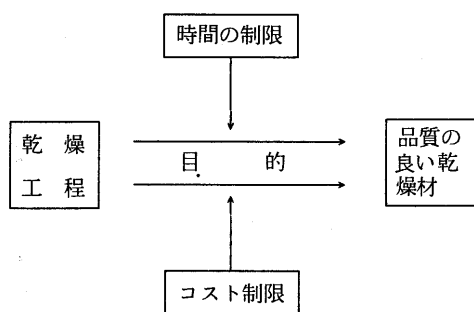 時間の制限
乾燥
工程
目的
品質の
良い乾
燥材
コスト制限